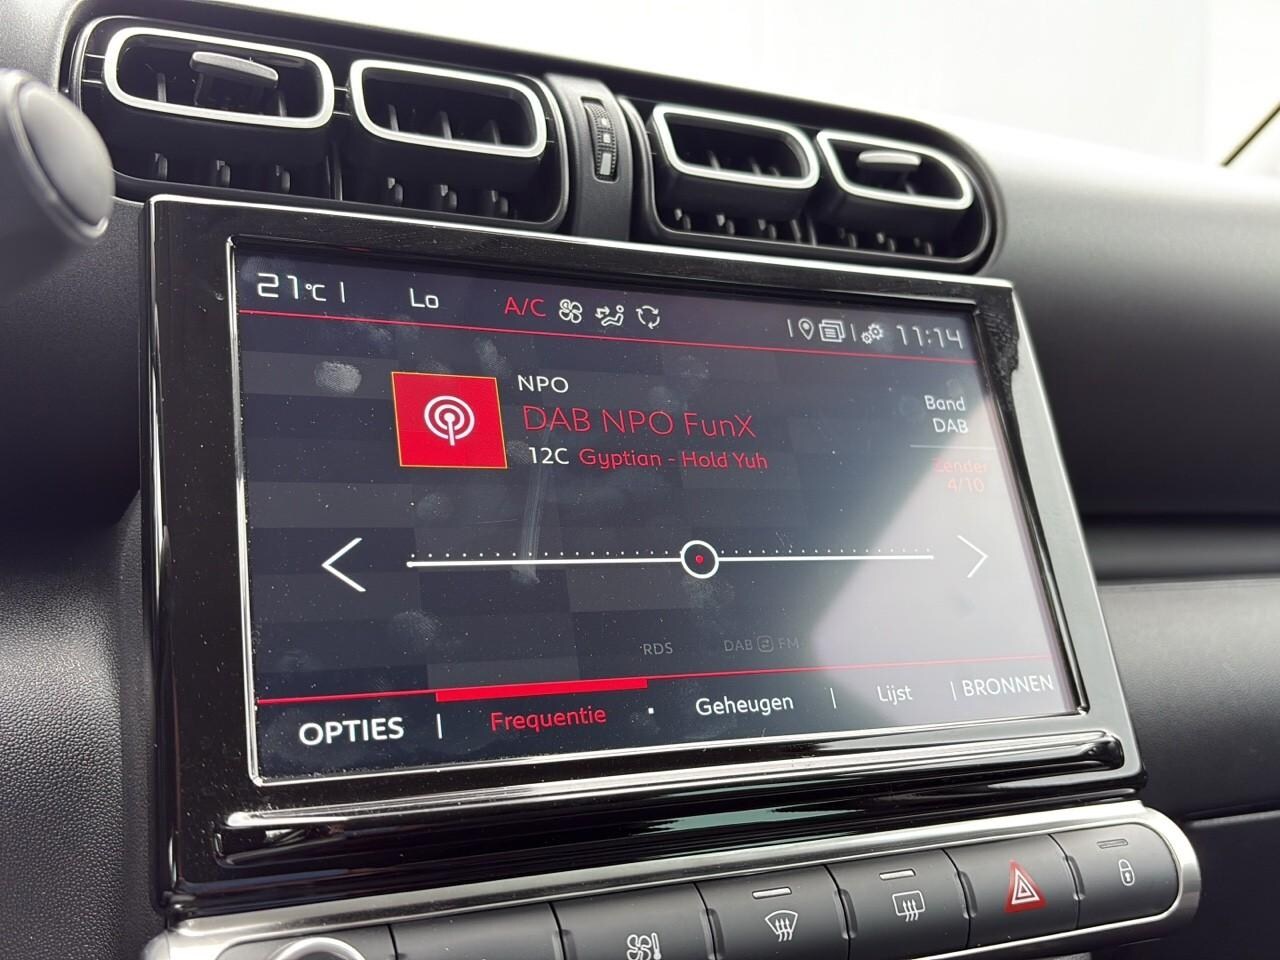 21°C | Lo A/C 11:14
NPO
DAB NPO FunX
12C Gyptian - Hold Yuh
Band
DAB
Zender
4/10
RDS DAB FM
OPTIES | Frequentie Geheugen | Lijst | BRONNEN